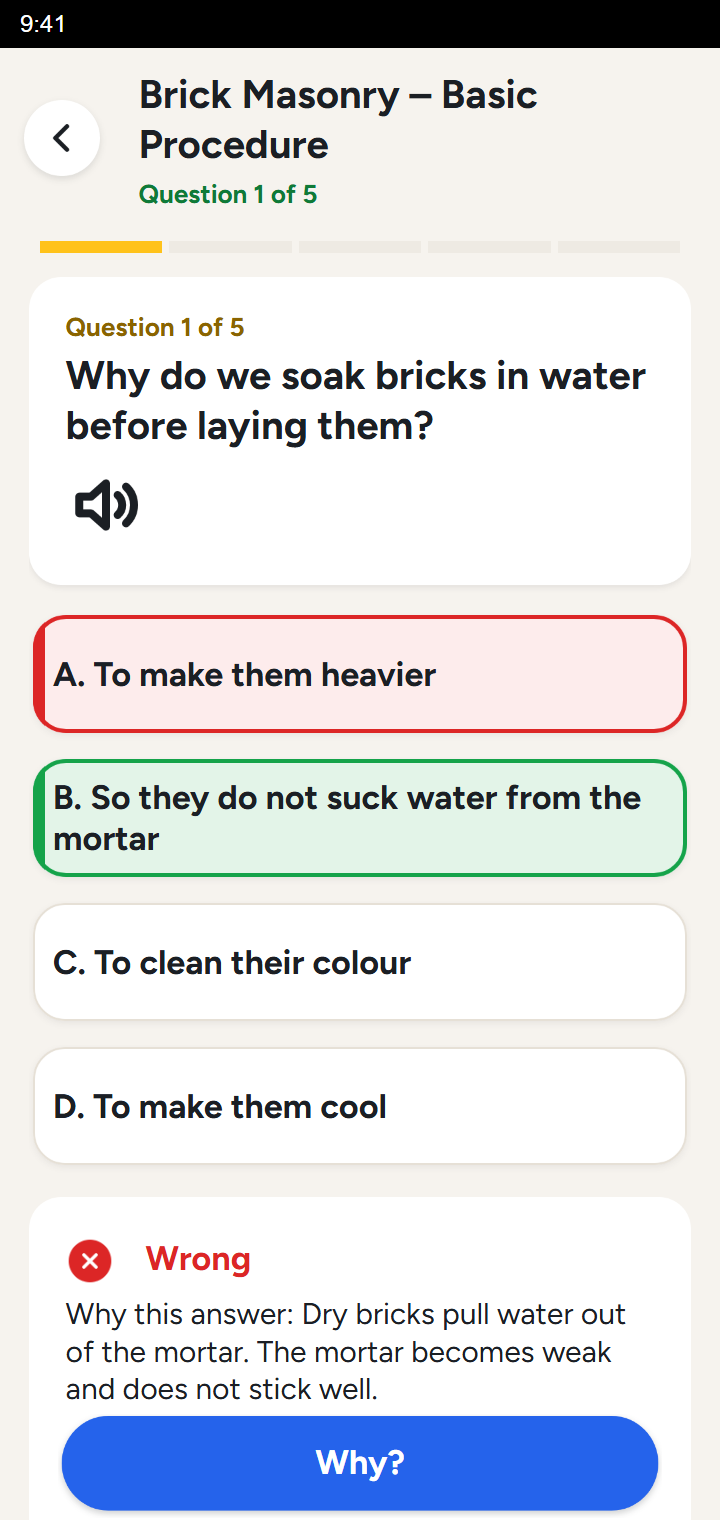 9:41
Brick Masonry – Basic
Procedure
Question 1 of 5
Question 1 of 5
Why do we soak bricks in water
before laying them?
A. To make them heavier
B. So they do not suck water from the
mortar
C. To clean their colour
D. To make them cool
Wrong
Why this answer: Dry bricks pull water out
of the mortar. The mortar becomes weak
and does not stick well.
Why?